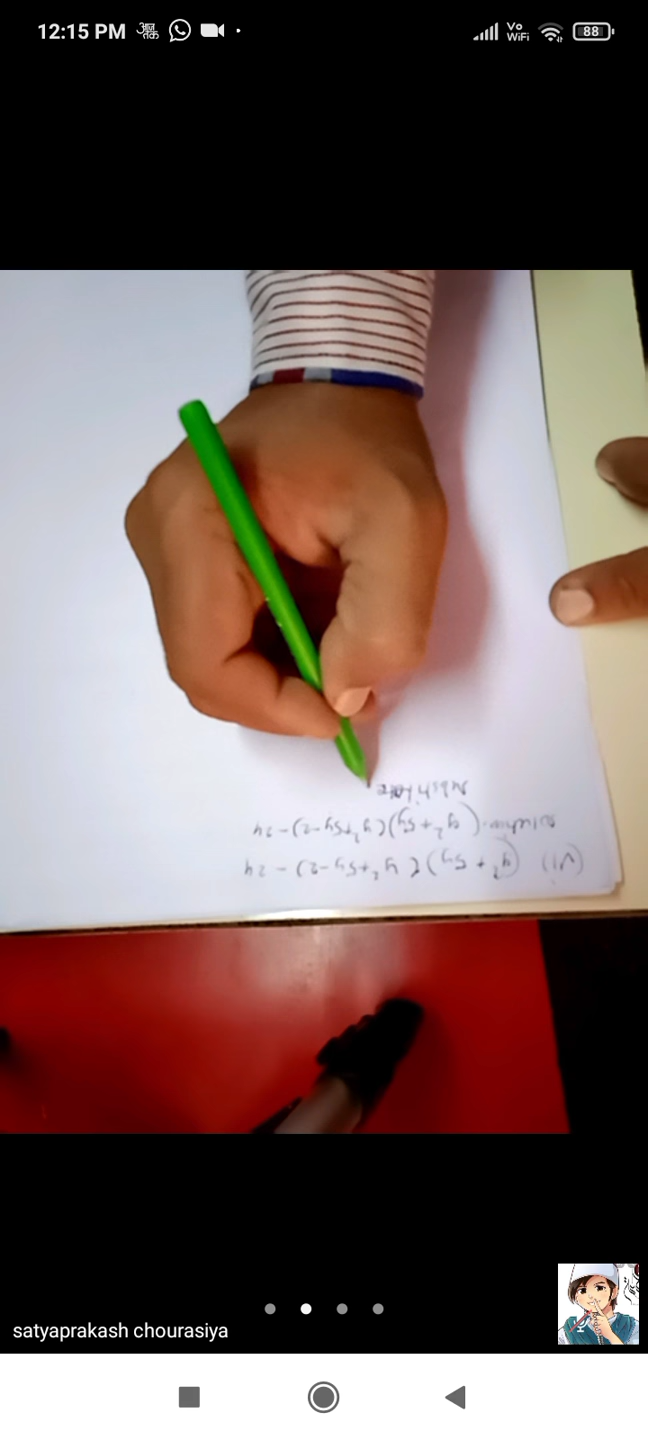 12:15 PM
Vo
WiFi
88
(vi) (y² + 5y)(y² + 5y - 2) - 24
solution - (y² + 5y)(y² + 5y - 2) - 24
satyaprakash chourasiya